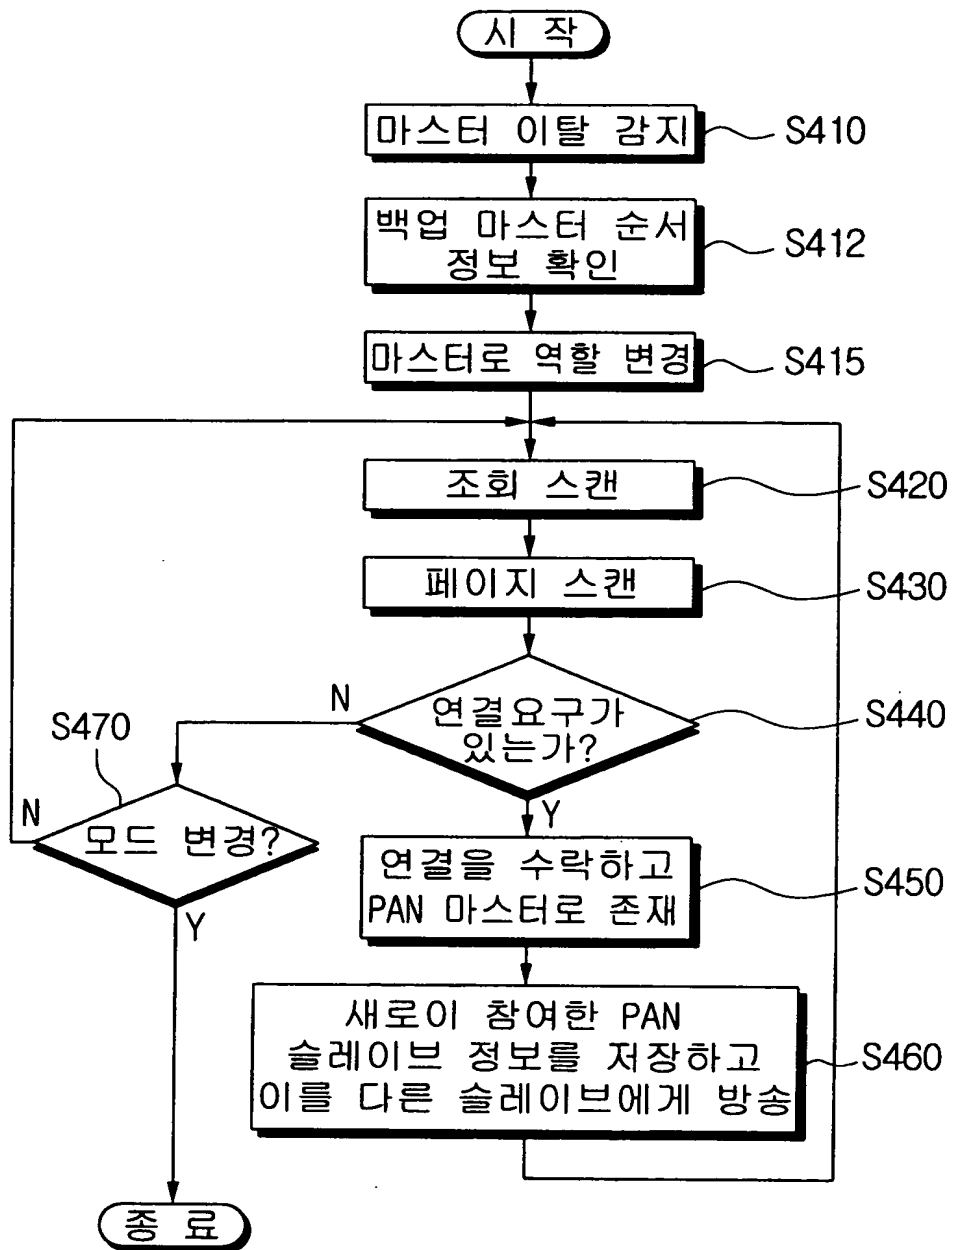 시 작
마스터 이탈 감지
S410
백업 마스터 순서
정보 확인
S412
마스터로 역할 변경
S415
조회 스캔
S420
페이지 스캔
S430
연결요구가
있는가?
S440
N
Y
S470
모드 변경?
N
Y
연결을 수락하고
PAN 마스터로 존재
S450
새로이 참여한 PAN
슬레이브 정보를 저장하고
이를 다른 슬레이브에게 방송
S460
종 료